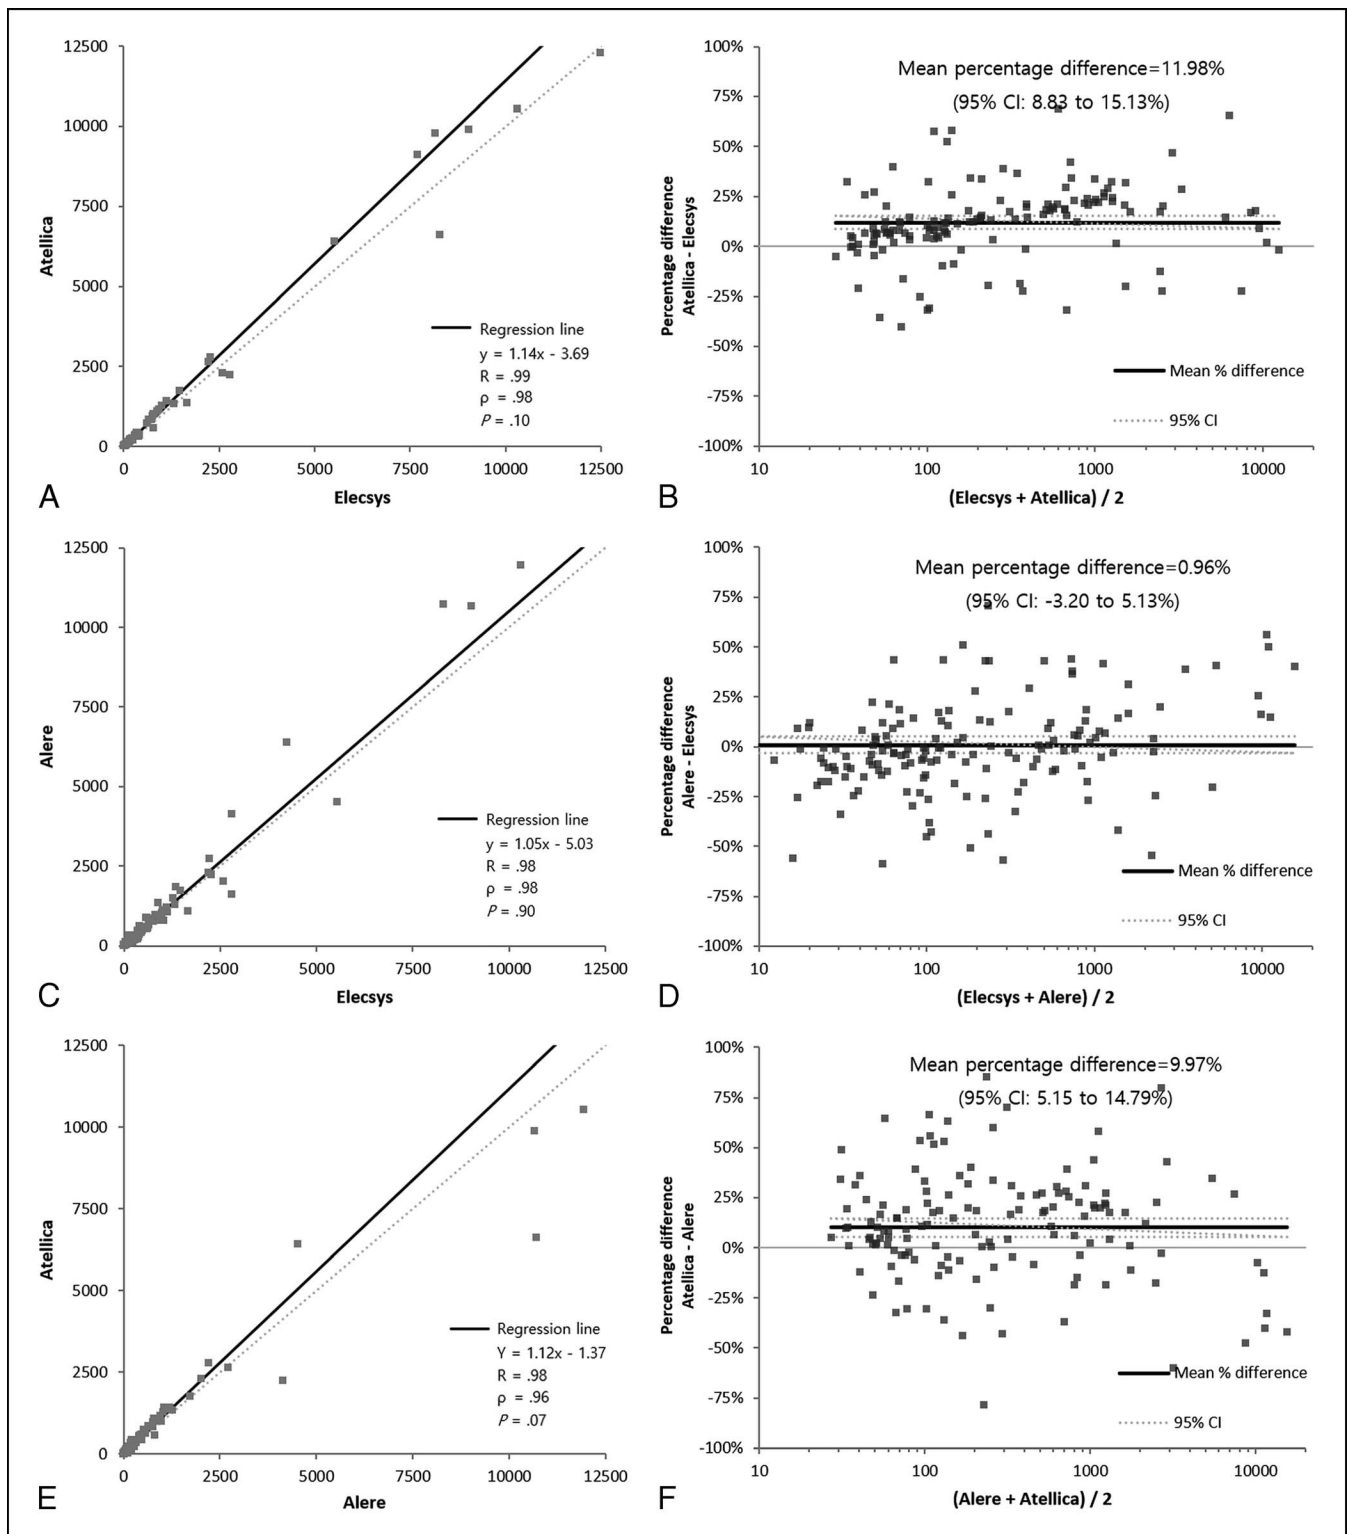 12500
10000
7500
5000
2500
0
Atellica
0 2500 5000 7500 10000 12500
Elecsys
Regression line
y = 1.14x - 3.69
R = .99
ρ = .98
P = .10
A
100%
75%
50%
25%
0%
-25%
-50%
-75%
-100%
Percentage difference
Atellica - Elecsys
Mean percentage difference=11.98%
(95% CI: 8.83 to 15.13%)
Mean % difference
95% CI
10 100 1000 10000
(Elecsys + Atellica) / 2
B
12500
10000
7500
5000
2500
0
Alere
0 2500 5000 7500 10000 12500
Elecsys
Regression line
y = 1.05x - 5.03
R = .98
ρ = .98
P = .90
C
100%
75%
50%
25%
0%
-25%
-50%
-75%
-100%
Percentage difference
Alere - Elecsys
Mean percentage difference=0.96%
(95% CI: -3.20 to 5.13%)
Mean % difference
95% CI
10 100 1000 10000
(Elecsys + Alere) / 2
D
12500
10000
7500
5000
2500
0
Atellica
0 2500 5000 7500 10000 12500
Alere
Regression line
Y = 1.12x - 1.37
R = .98
ρ = .96
P = .07
E
100%
75%
50%
25%
0%
-25%
-50%
-75%
-100%
Percentage difference
Atellica - Alere
Mean percentage difference=9.97%
(95% CI: 5.15 to 14.79%)
Mean % difference
95% CI
10 100 1000 10000
(Alere + Atellica) / 2
F